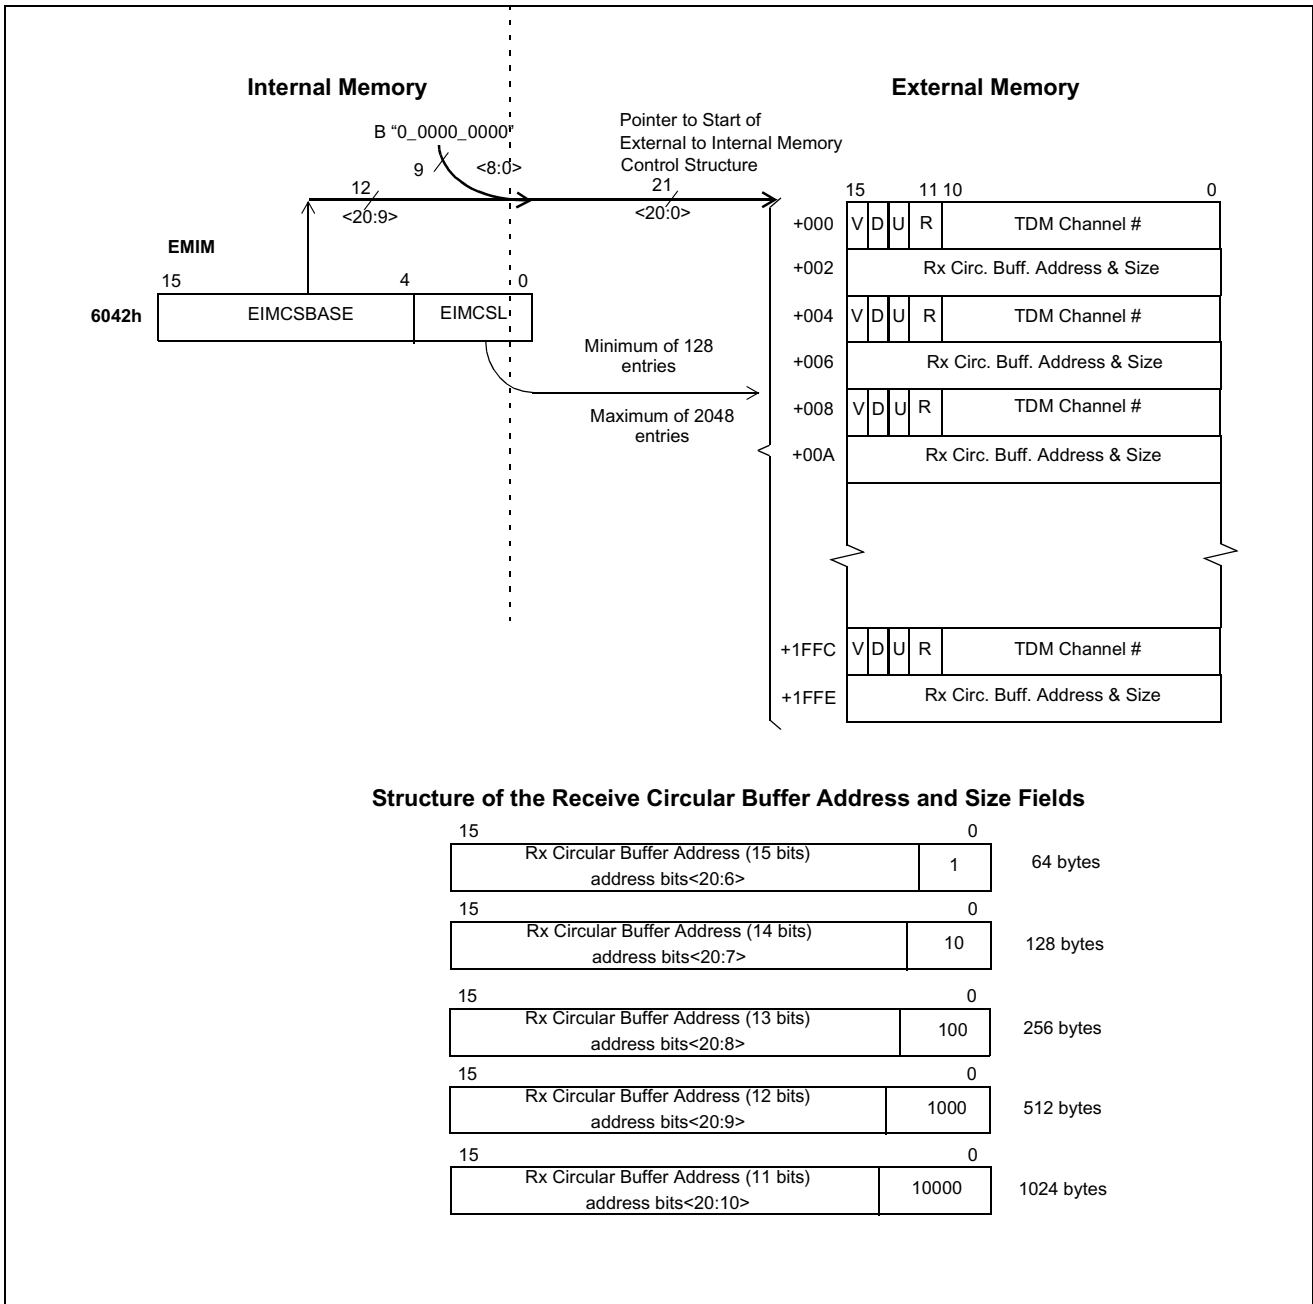 Internal Memory
External Memory
B “0_0000_0000”
9
<8:0>
Pointer to Start of
External to Internal Memory
Control Structure
12
<20:9>
21
<20:0>
15 11 10 0
+000 V D U R TDM Channel #
+002 Rx Circ. Buff. Address & Size
+004 V D U R TDM Channel #
+006 Rx Circ. Buff. Address & Size
+008 V D U R TDM Channel #
+00A Rx Circ. Buff. Address & Size
+1FFC V D U R TDM Channel #
+1FFE Rx Circ. Buff. Address & Size
EMIM
15 4 0
6042h EIMCSBASE EIMCSL
Minimum of 128
entries
Maximum of 2048
entries
Structure of the Receive Circular Buffer Address and Size Fields
15 0
Rx Circular Buffer Address (15 bits)
address bits<20:6>
1
64 bytes
15 0
Rx Circular Buffer Address (14 bits)
address bits<20:7>
10
128 bytes
15 0
Rx Circular Buffer Address (13 bits)
address bits<20:8>
100
256 bytes
15 0
Rx Circular Buffer Address (12 bits)
address bits<20:9>
1000
512 bytes
15 0
Rx Circular Buffer Address (11 bits)
address bits<20:10>
10000
1024 bytes